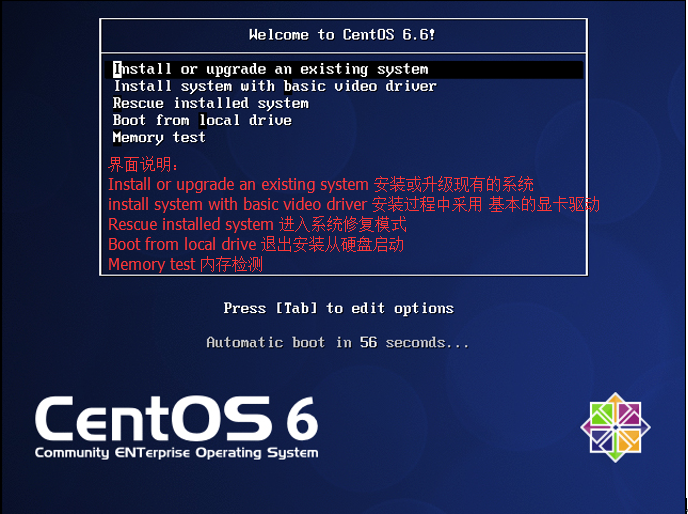 Welcome to CentOS 6.6!
Install or upgrade an existing system
Install system with basic video driver
Rescue installed system
Boot from local drive
Memory test
界面说明：
Install or upgrade an existing system 安装或升级现有的系统
install system with basic video driver 安装过程中采用 基本的显卡驱动
Rescue installed system 进入系统修复模式
Boot from local drive 退出安装从硬盘启动
Memory test 内存检测
Press [Tab] to edit options
Automatic boot in 56 seconds...
CentOS 6
Community ENTerprise Operating System